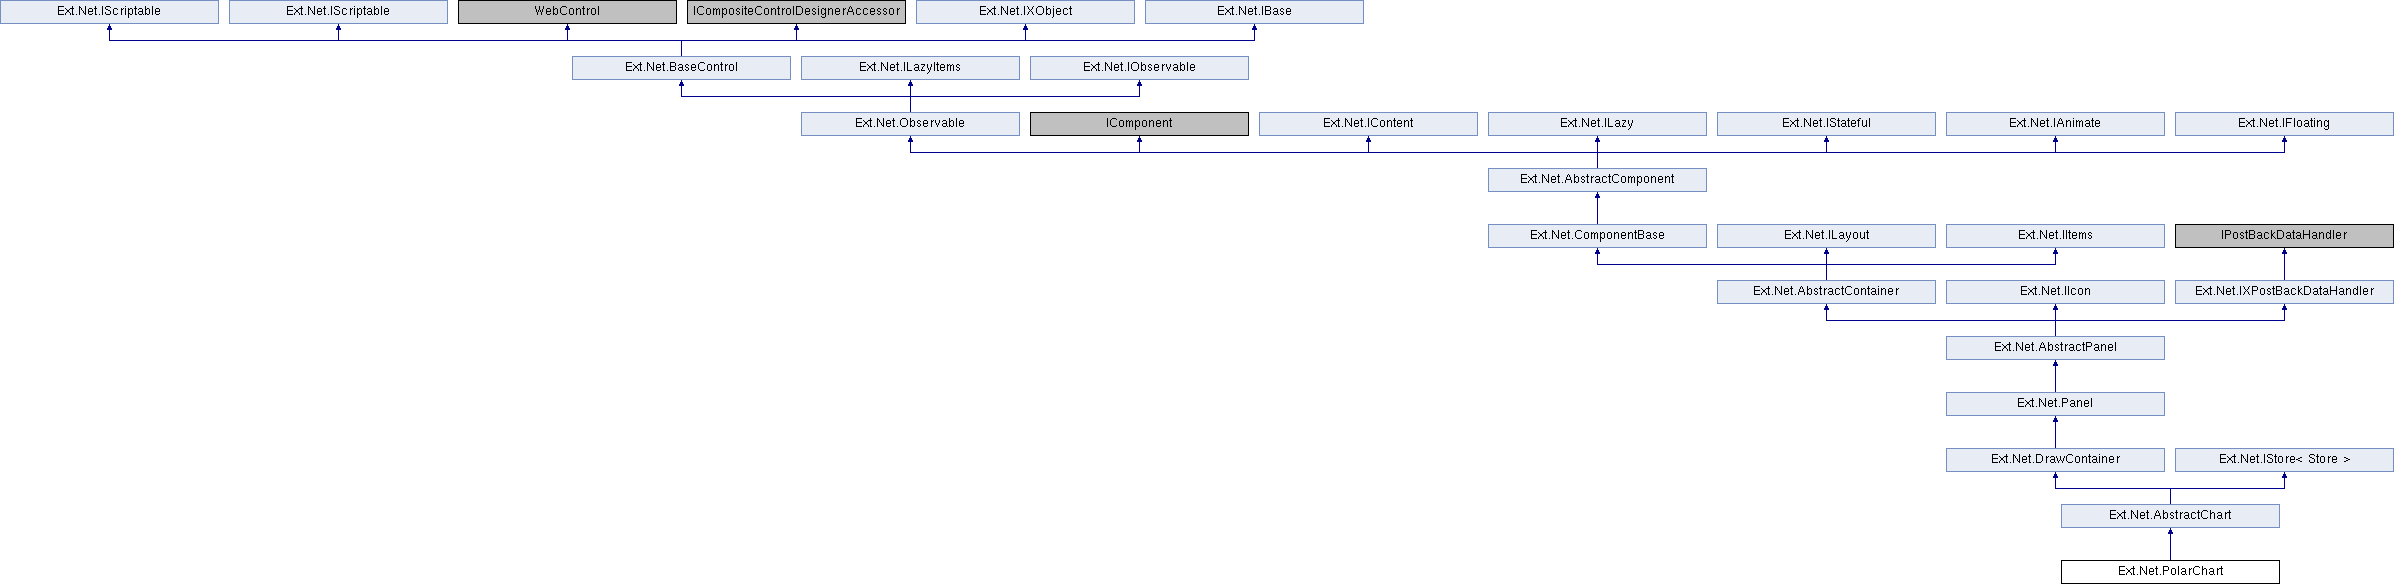 Ext.Net.IScriptable
Ext.Net.IScriptable
WebControl
ICompositeControlDesignerAccessor
Ext.Net.IXObject
Ext.Net.IBase
Ext.Net.BaseControl
Ext.Net.ILazyItems
Ext.Net.IObservable
Ext.Net.Observable
IComponent
Ext.Net.IContent
Ext.Net.ILazy
Ext.Net.IStateful
Ext.Net.IAnimate
Ext.Net.IFloating
Ext.Net.AbstractComponent
Ext.Net.ComponentBase
Ext.Net.ILayout
Ext.Net.IItems
IPostBackDataHandler
Ext.Net.AbstractContainer
Ext.Net.IIcon
Ext.Net.IXPostBackDataHandler
Ext.Net.AbstractPanel
Ext.Net.Panel
Ext.Net.DrawContainer
Ext.Net.IStore< Store >
Ext.Net.AbstractChart
Ext.Net.PolarChart